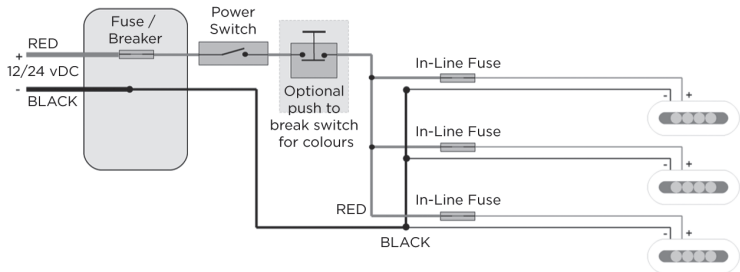 Fuse /
Breaker
Power
Switch
RED
+
12/24 vDC
-
BLACK
Optional
push to
break switch
for colours
In-Line Fuse
- +
In-Line Fuse
- +
RED
In-Line Fuse
- +
BLACK